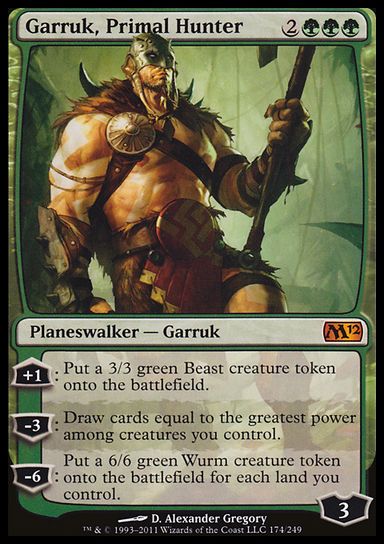 Garruk, Primal Hunter 2
Planeswalker — Garruk M12
+1 : Put a 3/3 green Beast creature token
onto the battlefield.
-3 : Draw cards equal to the greatest power
among creatures you control.
-6 : Put a 6/6 green Wurm creature token
onto the battlefield for each land you
control.
3
D. Alexander Gregory
™ & © 1993–2011 Wizards of the Coast LLC 174/249